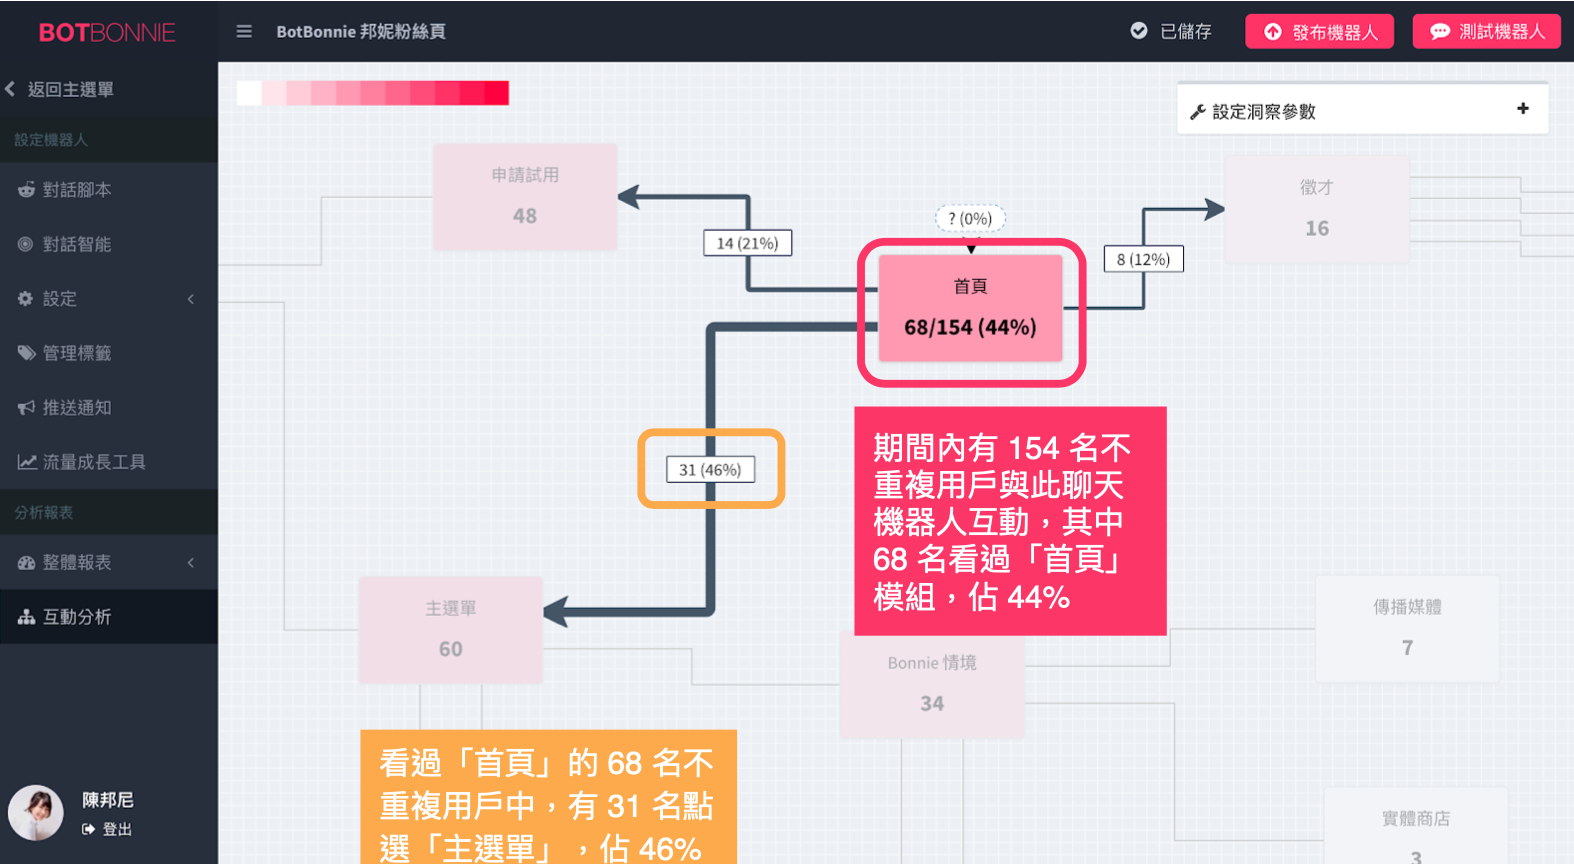 BOTBONNIE
BotBonnie 邦妮粉絲頁
已儲存
發布機器人
測試機器人
返回主選單
設定機器人
對話腳本
對話智能
設定
管理標籤
推送通知
流量成長工具
分析報表
整體報表
互動分析
陳邦尼
登出
設定洞察參數
申請試用
48
14 (21%)
? (0%)
首頁
68/154 (44%)
8 (12%)
徵才
16
31 (46%)
期間內有 154 名不
重複用戶與此聊天
機器人互動，其中
68 名看過「首頁」
模組，佔 44%
主選單
60
Bonnie 情境
34
傳播媒體
7
看過「首頁」的 68 名不
重複用戶中，有 31 名點
選「主選單」，佔 46%
實體商店
3